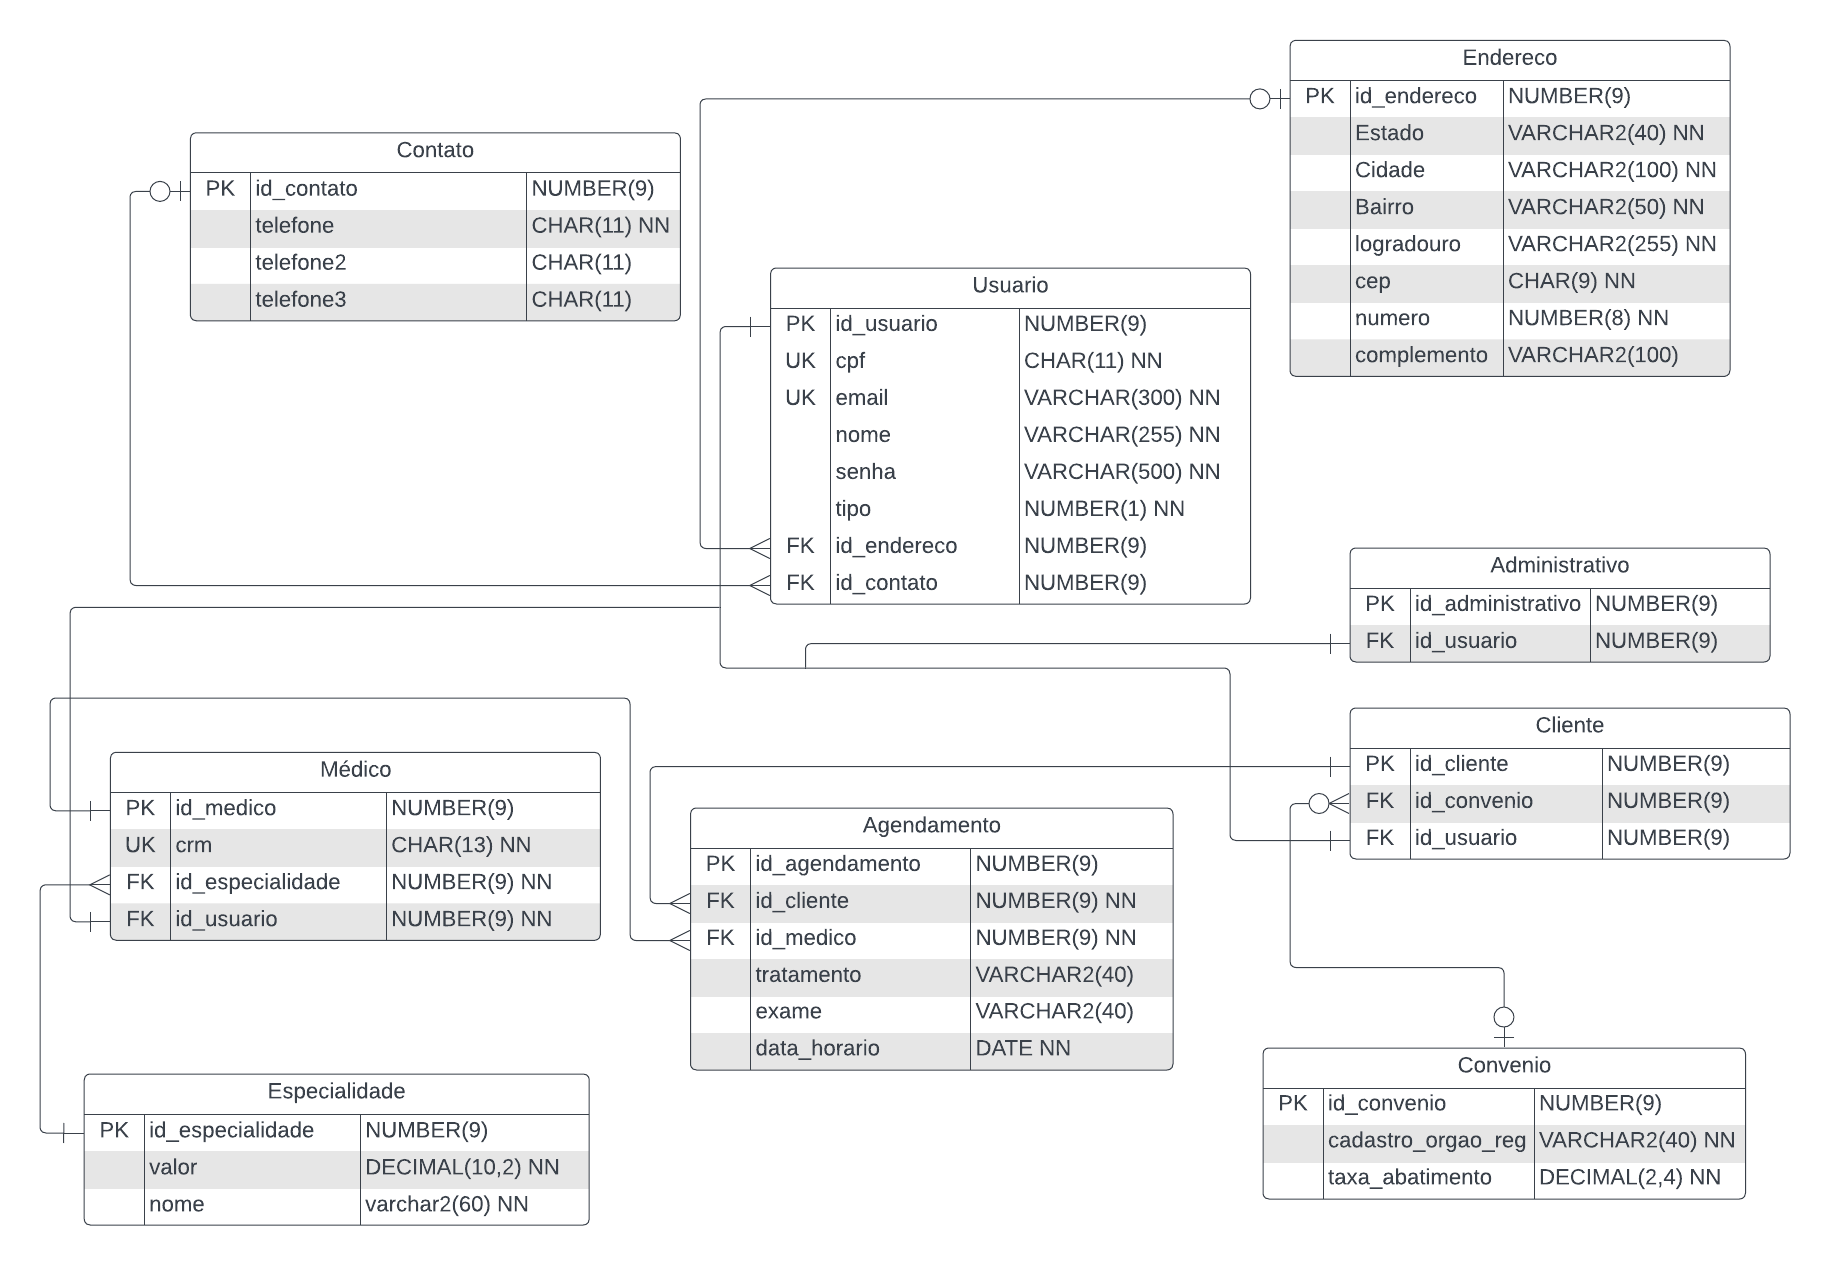 Endereco
PK id_endereco NUMBER(9)
Estado VARCHAR2(40) NN
Cidade VARCHAR2(100) NN
Bairro VARCHAR2(50) NN
logradouro VARCHAR2(255) NN
cep CHAR(9) NN
numero NUMBER(8) NN
complemento VARCHAR2(100)
Contato
PK id_contato NUMBER(9)
telefone CHAR(11) NN
telefone2 CHAR(11)
telefone3 CHAR(11)
Usuario
PK id_usuario NUMBER(9)
UK cpf CHAR(11) NN
UK email VARCHAR(300) NN
nome VARCHAR(255) NN
senha VARCHAR(500) NN
tipo NUMBER(1) NN
FK id_endereco NUMBER(9)
FK id_contato NUMBER(9)
Administrativo
PK id_administrativo NUMBER(9)
FK id_usuario NUMBER(9)
Cliente
PK id_cliente NUMBER(9)
FK id_convenio NUMBER(9)
FK id_usuario NUMBER(9)
Médico
PK id_medico NUMBER(9)
UK crm CHAR(13) NN
FK id_especialidade NUMBER(9) NN
FK id_usuario NUMBER(9) NN
Agendamento
PK id_agendamento NUMBER(9)
FK id_cliente NUMBER(9) NN
FK id_medico NUMBER(9) NN
tratamento VARCHAR2(40)
exame VARCHAR2(40)
data_horario DATE NN
Especialidade
PK id_especialidade NUMBER(9)
valor DECIMAL(10,2) NN
nome varchar2(60) NN
Convenio
PK id_convenio NUMBER(9)
cadastro_orgao_reg VARCHAR2(40) NN
taxa_abatimento DECIMAL(2,4) NN